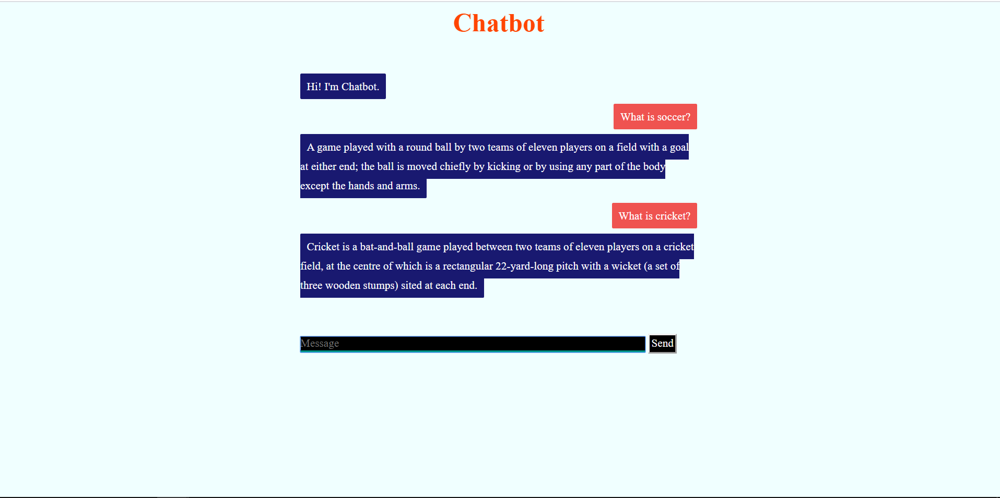 Chatbot
Hi! I'm Chatbot.
What is soccer?
A game played with a round ball by two teams of eleven players on a field with a goal
at either end; the ball is moved chiefly by kicking or by using any part of the body
except the hands and arms.
What is cricket?
Cricket is a bat-and-ball game played between two teams of eleven players on a cricket
field, at the centre of which is a rectangular 22-yard-long pitch with a wicket (a set of
three wooden stumps) sited at each end.
Message
Send